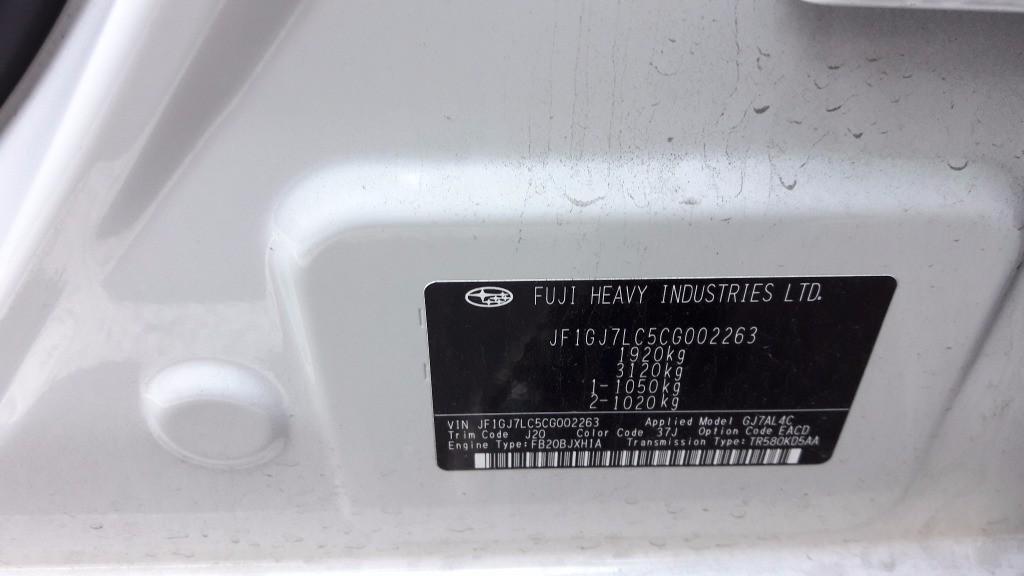 FUJI HEAVY INDUSTRIES LTD.
JF1GJ7LC5CG002263
1920kg
3120kg
1-1050kg
2-1020kg
VIN JF1GJ7LC5CG002263 Applied Model GJ7AL4C
Trim Code J20 Color Code 37J Option Code EACD
Engine Type:FB20BJXH1A Transmission Type:TR580KD5AA